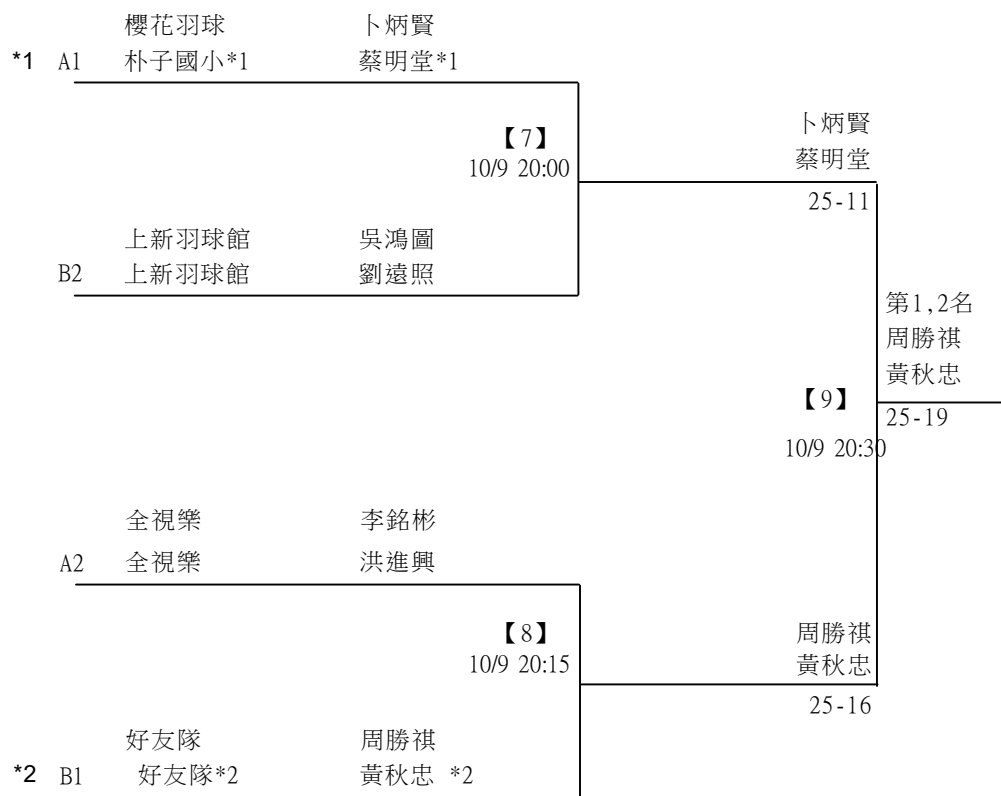 櫻花羽球 卜炳賢
*1 A1 朴子國小*1 蔡明堂*1
【7】
10/9 20:00
卜炳賢
蔡明堂
25-11
上新羽球館 吳鴻圖
B2 上新羽球館 劉遠照
第1,2名
周勝祺
黃秋忠
【9】
25-19
10/9 20:30
全視樂 李銘彬
A2 全視樂 洪進興
【8】
10/9 20:15
周勝祺
黃秋忠
25-16
好友隊 周勝祺
*2 B1 好友隊*2 黃秋忠 *2